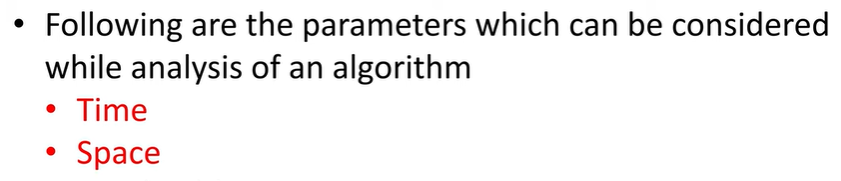 • Following are the parameters which can be considered
while analysis of an algorithm
• Time
• Space